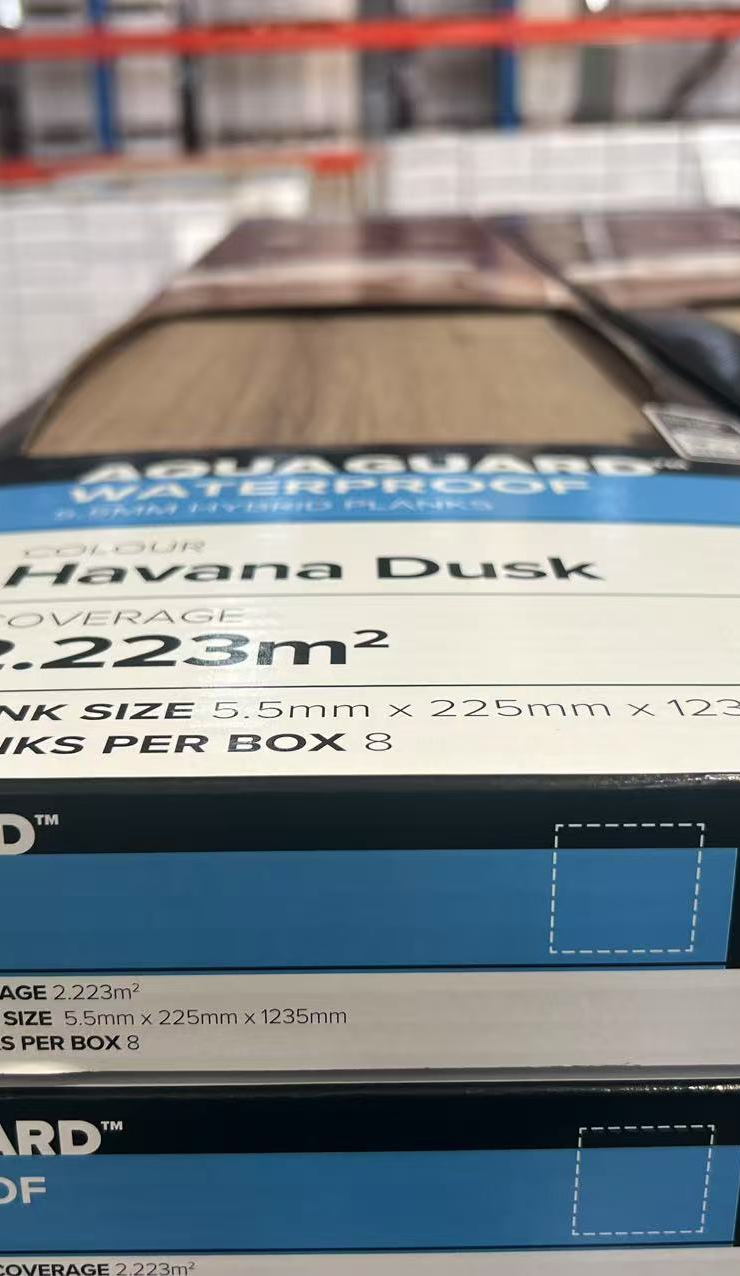 AQUAGUARD
WATERPROOF
5.5MM HYBRID PLANKS
COLOUR
Havana Dusk
COVERAGE
2.223m²
NK SIZE 5.5mm x 225mm x 123
NKS PER BOX 8
D™
AGE 2.223m²
SIZE 5.5mm x 225mm x 1235mm
S PER BOX 8
ARD™
OF
COVERAGE 2.223m²